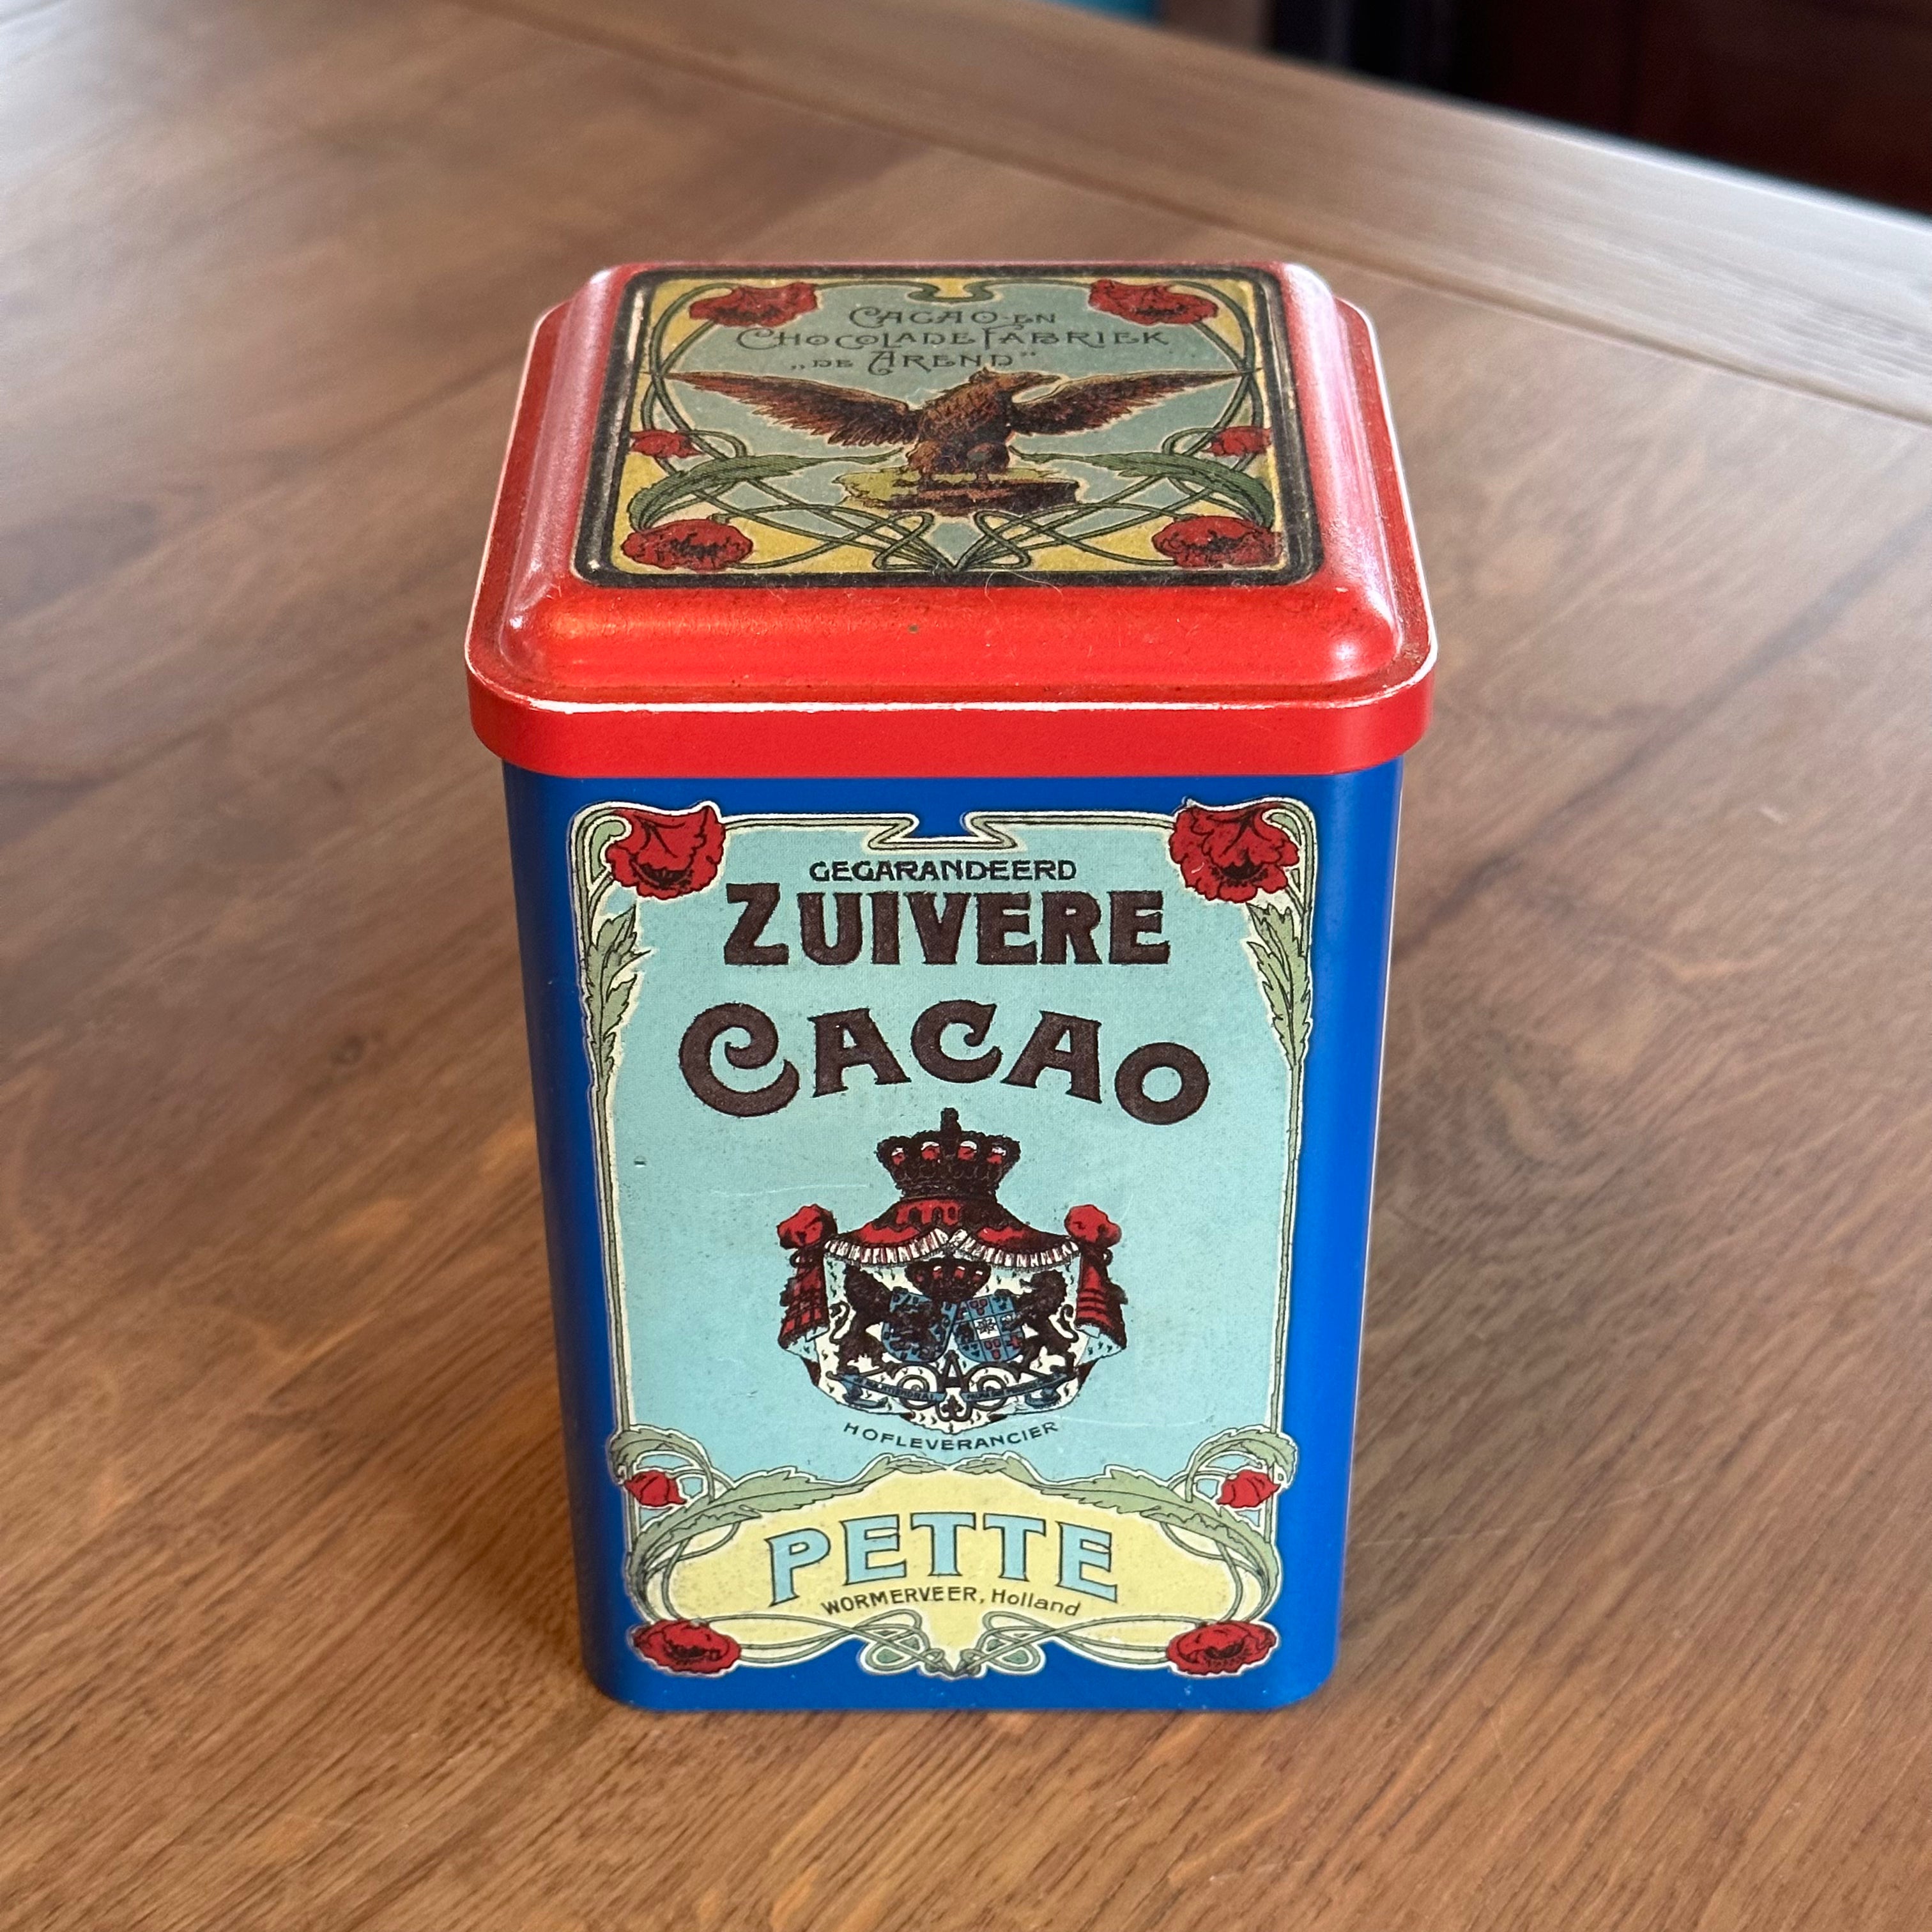 CACAO-EN
CHOCOLADEFABRIEK
„DE AREND”
GEGARANDEERD
ZUIVERE
CACAO
HOFLEVERANCIER
PETTE
WORMERVEER, Holland